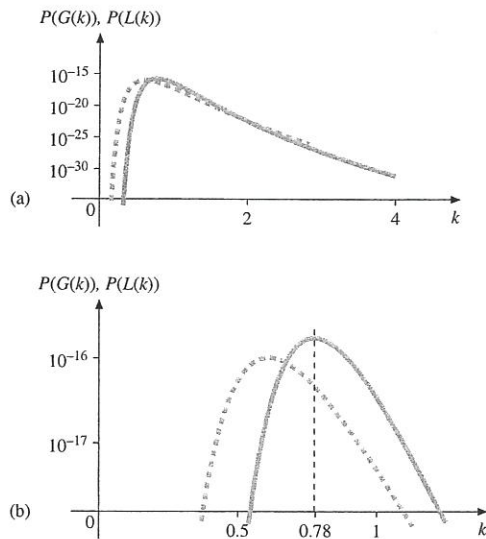 P(G(k)), P(L(k))
10⁻¹⁵
10⁻²⁰
10⁻²⁵
10⁻³⁰
(a)
0
2
4
k
P(G(k)), P(L(k))
10⁻¹⁶
10⁻¹⁷
(b)
0
0.5
0.78
1
k